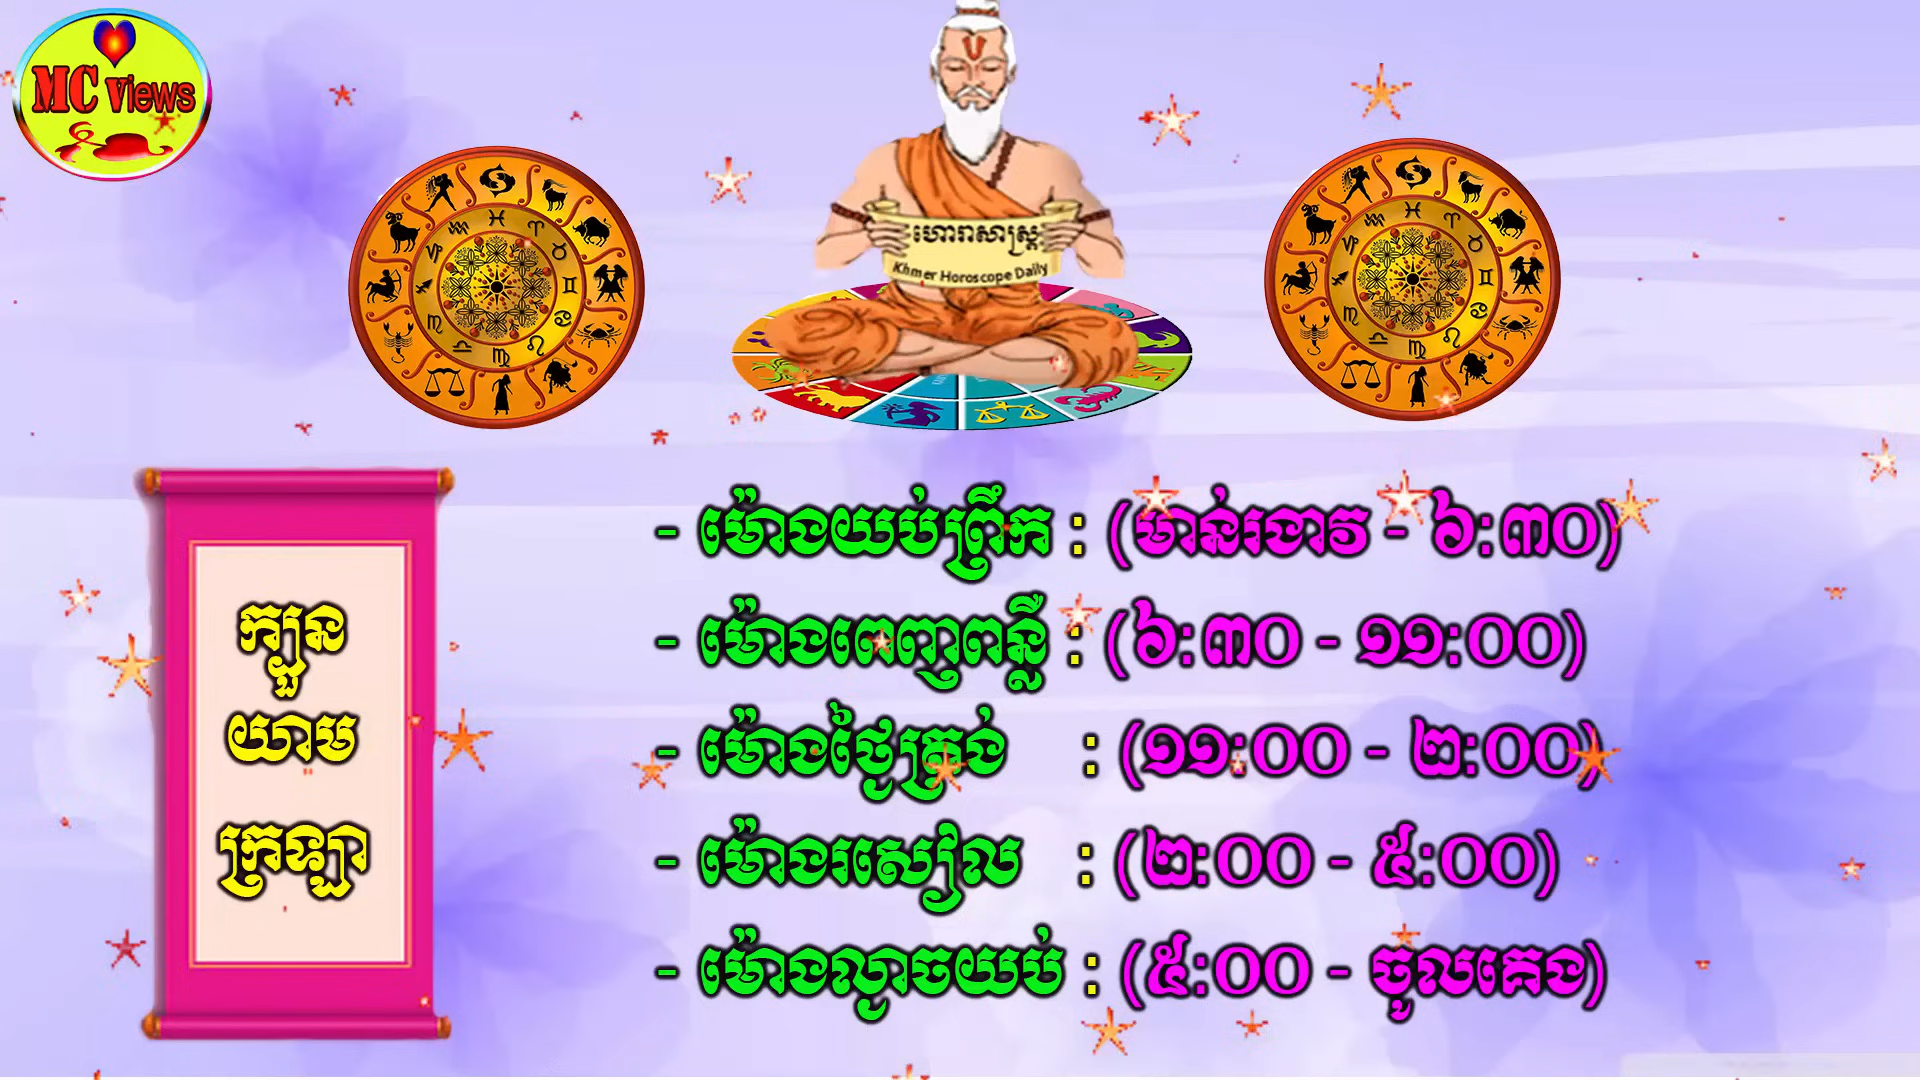 MC Views
ហោរាសាស្ត្រ
Khmer Horoscope Daily
ក្បួន
យាម
ក្រឡា
- ម៉ោងយប់ព្រឹក : (មាន់រងាវ - ៦:៣០)
- ម៉ោងពេញពន្លឺ : (៦:៣០ - ១១:០០)
- ម៉ោងថ្ងៃត្រង់ : (១១:០០ - ២:០០)
- ម៉ោងរសៀល : (២:០០ - ៥:០០)
- ម៉ោងល្ងាចយប់ : (៥:០០ - ចូលគេង)